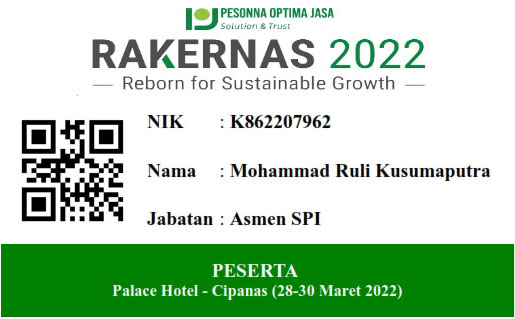 PESONNA OPTIMA JASA
Solution & Trust
RAKERNAS 2022
— Reborn for Sustainable Growth —
NIK : K862207962
Nama : Mohammad Ruli Kusumaputra
Jabatan : Asmen SPI
PESERTA
Palace Hotel - Cipanas (28-30 Maret 2022)